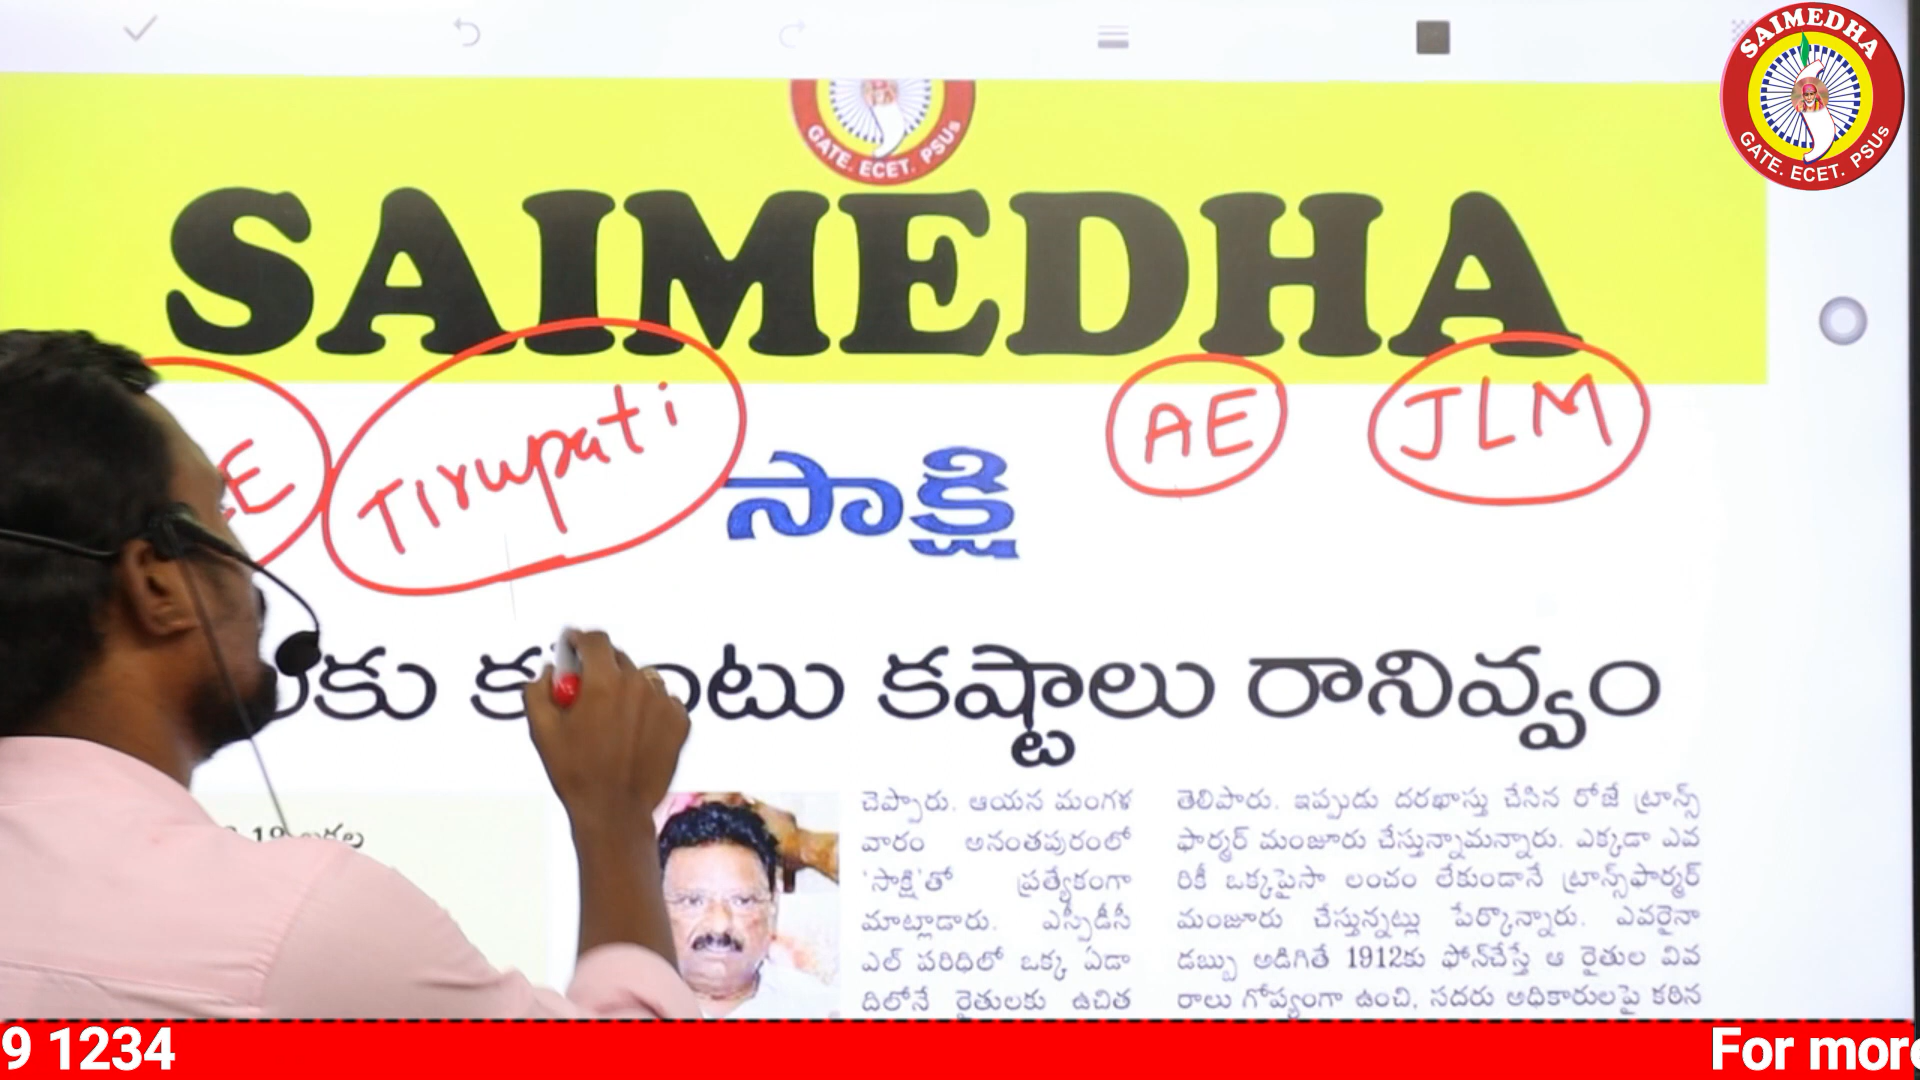 SAIMEDHA
GATE. ECET. PSUs
GATE. ECET. PSUs
SAIMEDHA
Tirupati
AE
JLM
సాక్షి
కష్టాలు రానివ్వం
చెప్పారు. ఆయన మంగళ
వారం అనంతపురంలో
'సాక్షి'తో ప్రత్యేకంగా
మాట్లాడారు. ఎస్పీడీసీ
ఎల్ పరిధిలో ఒక్క ఏడా
దిలోనే రైతులకు ఉచిత
తెలిపారు. ఇప్పుడు దరఖాస్తు చేసిన రోజే ట్రాన్స్
ఫార్మర్ మంజూరు చేస్తున్నామన్నారు. ఎక్కడా ఎవ
రికీ ఒక్కపైసా లంచం లేకుండానే ట్రాన్స్‌ఫార్మర్
మంజూరు చేస్తున్నట్లు పేర్కొన్నారు. ఎవరైనా
డబ్బు అడిగితే 1912కు ఫోన్‌చేస్తే ఆ రైతుల వివ
రాలు గోప్యంగా ఉంచి, సదరు అధికారులపై కఠిన
9 1234
For more